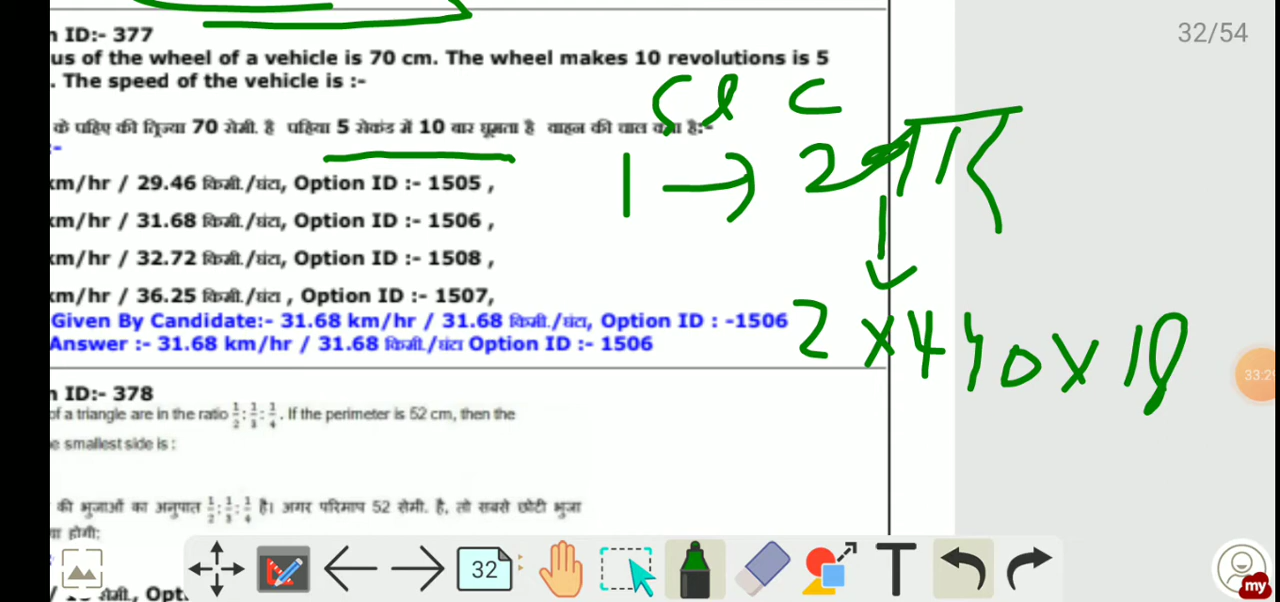 32/54
n ID:- 377
us of the wheel of a vehicle is 70 cm. The wheel makes 10 revolutions is 5
. The speed of the vehicle is :-
के पहिए की त्रिज्या 70 सेमी. है पहिया 5 सेकंड में 10 बार घूमता है वाहन की चाल क्या है:-
:-
km/hr / 29.46 किमी./घंटा, Option ID :- 1505 ,
km/hr / 31.68 किमी./घंटा, Option ID :- 1506 ,
km/hr / 32.72 किमी./घंटा, Option ID :- 1508 ,
km/hr / 36.25 किमी./घंटा , Option ID :- 1507,
Given By Candidate:- 31.68 km/hr / 31.68 किमी./घंटा, Option ID : -1506
Answer :- 31.68 km/hr / 31.68 किमी./घंटा Option ID :- 1506
1 → 2πR
2 × 440 × 18
33:29
n ID:- 378
of a triangle are in the ratio 1/2 : 1/3 : 1/4 . If the perimeter is 52 cm, then the
e smallest side is :
की भुजाओं का अनुपात 1/2 : 1/3 : 1/4 है। अगर परिमाप 52 सेमी. है, तो सबसे छोटी भुजा
या होगी:
32
T
my
सेमी, Opt